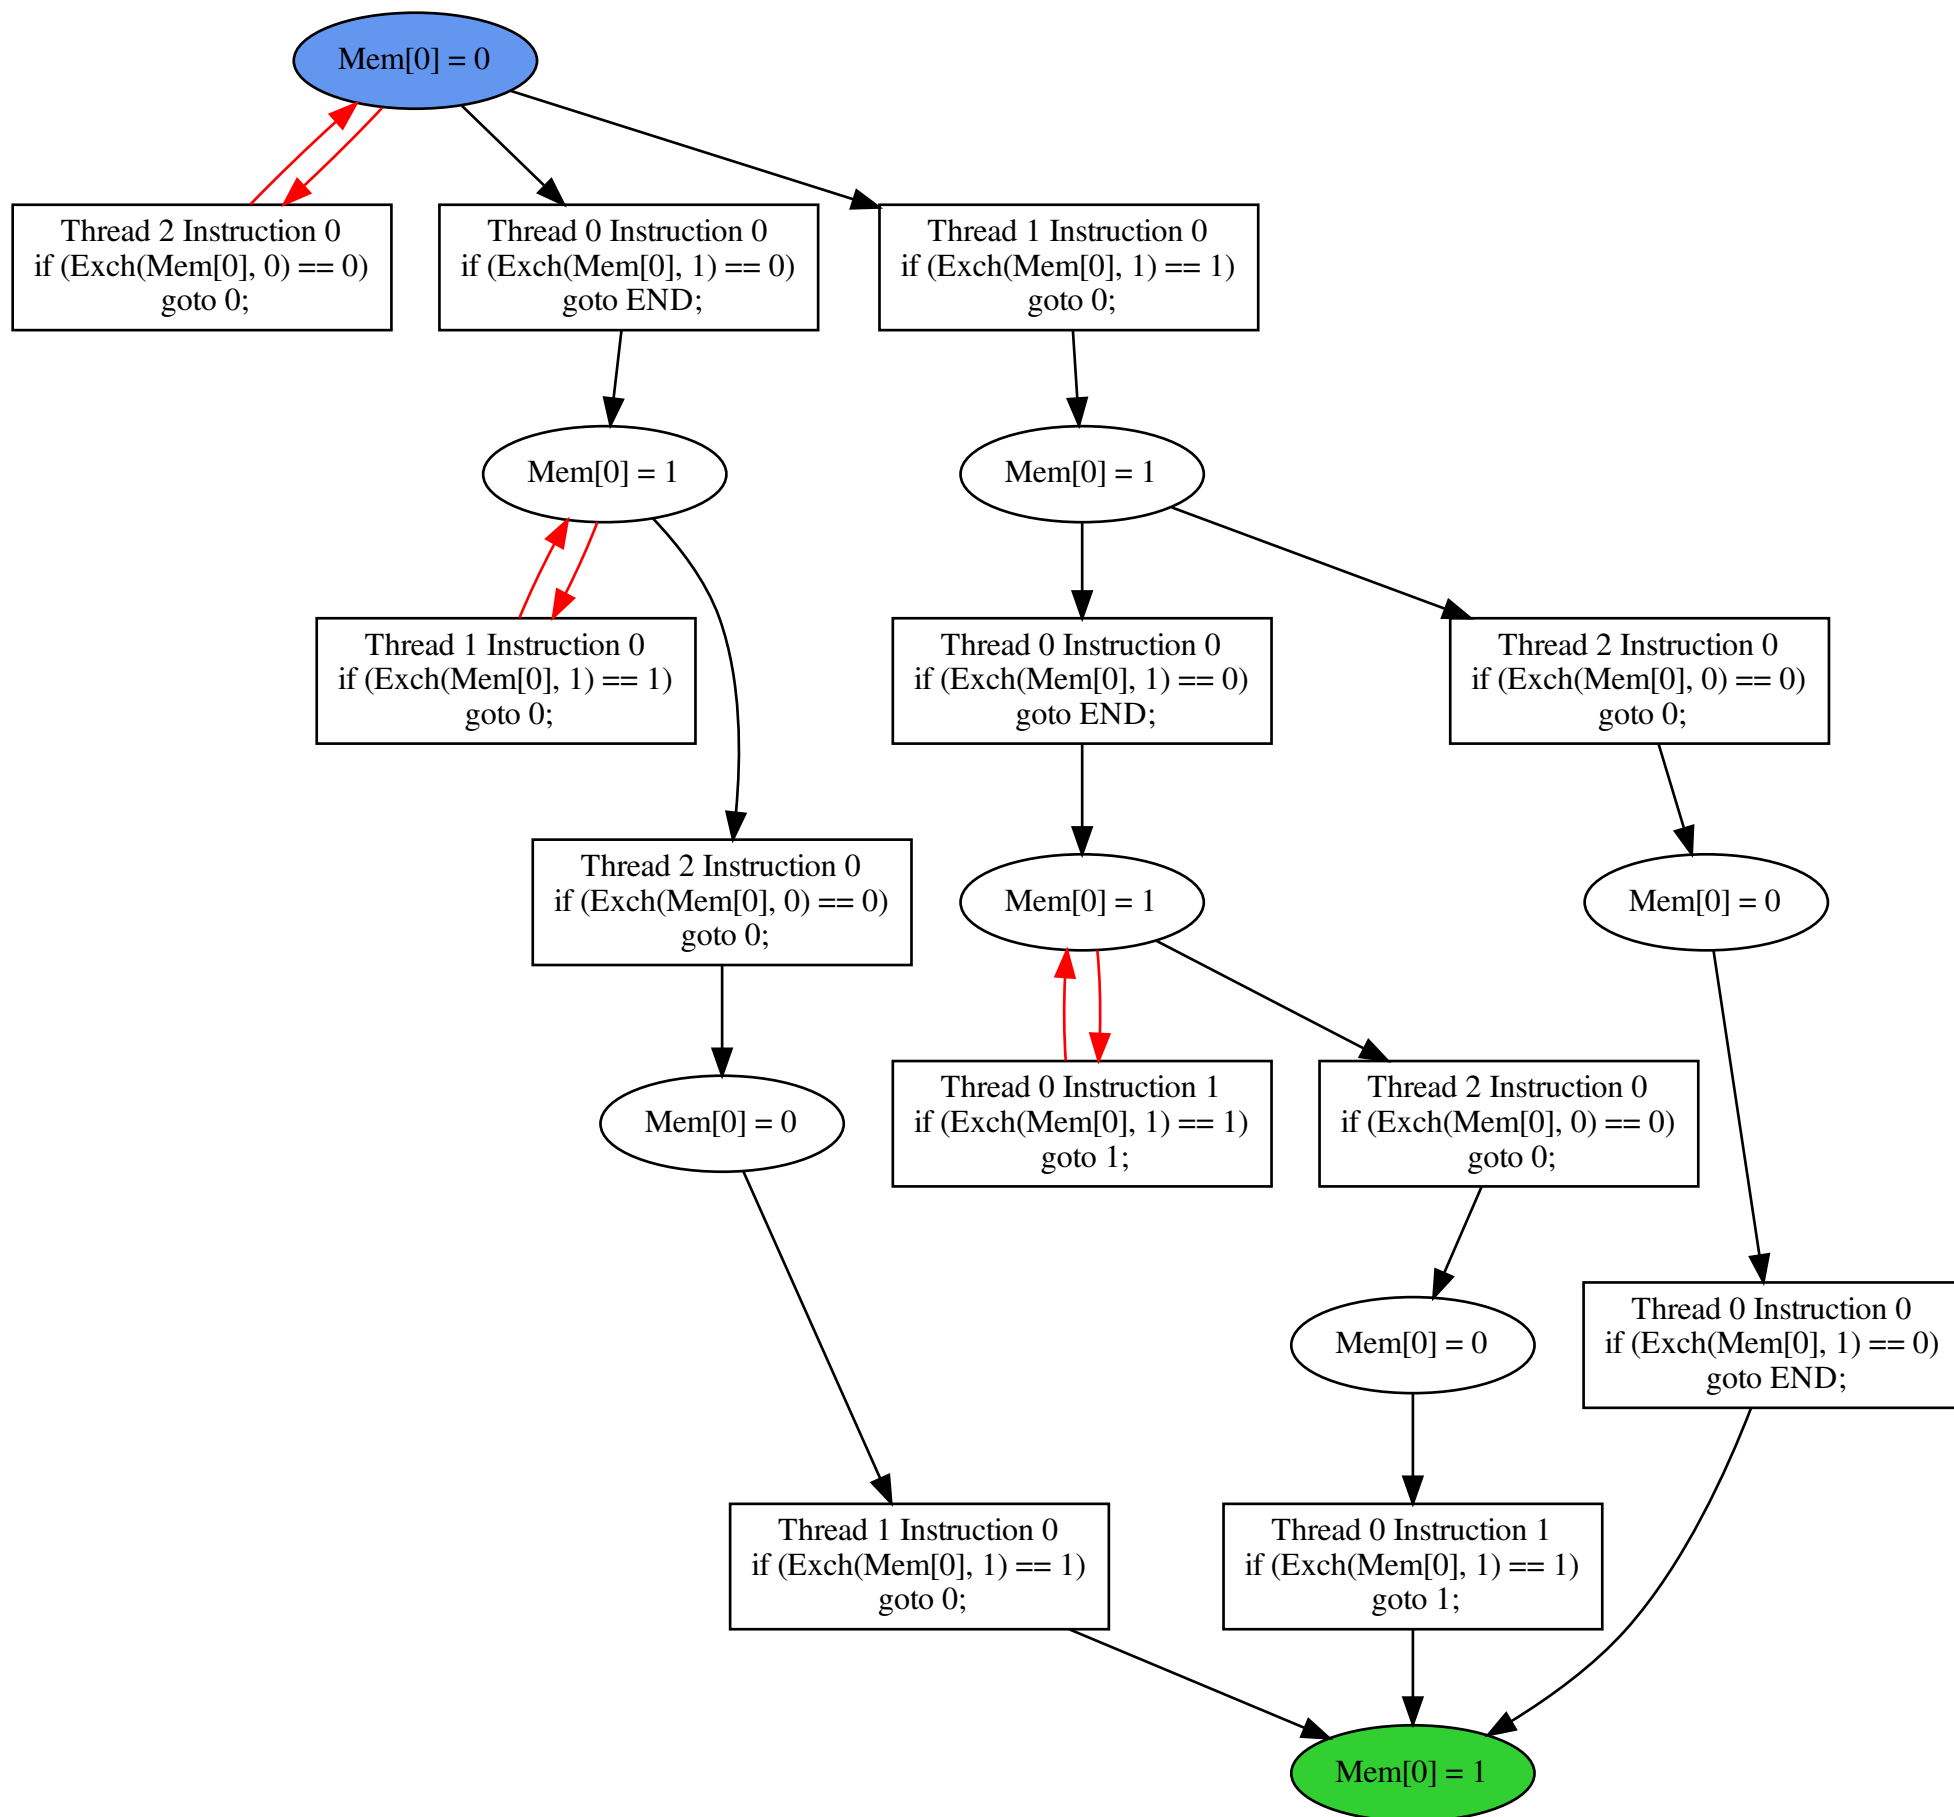 Mem[0] = 0
Thread 2 Instruction 0
if (Exch(Mem[0], 0) == 0)
goto 0;
Thread 0 Instruction 0
if (Exch(Mem[0], 1) == 0)
goto END;
Thread 1 Instruction 0
if (Exch(Mem[0], 1) == 1)
goto 0;
Mem[0] = 1
Mem[0] = 1
Thread 1 Instruction 0
if (Exch(Mem[0], 1) == 1)
goto 0;
Thread 0 Instruction 0
if (Exch(Mem[0], 1) == 0)
goto END;
Thread 2 Instruction 0
if (Exch(Mem[0], 0) == 0)
goto 0;
Thread 2 Instruction 0
if (Exch(Mem[0], 0) == 0)
goto 0;
Mem[0] = 1
Mem[0] = 0
Mem[0] = 0
Thread 0 Instruction 1
if (Exch(Mem[0], 1) == 1)
goto 1;
Thread 2 Instruction 0
if (Exch(Mem[0], 0) == 0)
goto 0;
Mem[0] = 0
Thread 0 Instruction 0
if (Exch(Mem[0], 1) == 0)
goto END;
Thread 1 Instruction 0
if (Exch(Mem[0], 1) == 1)
goto 0;
Thread 0 Instruction 1
if (Exch(Mem[0], 1) == 1)
goto 1;
Mem[0] = 1